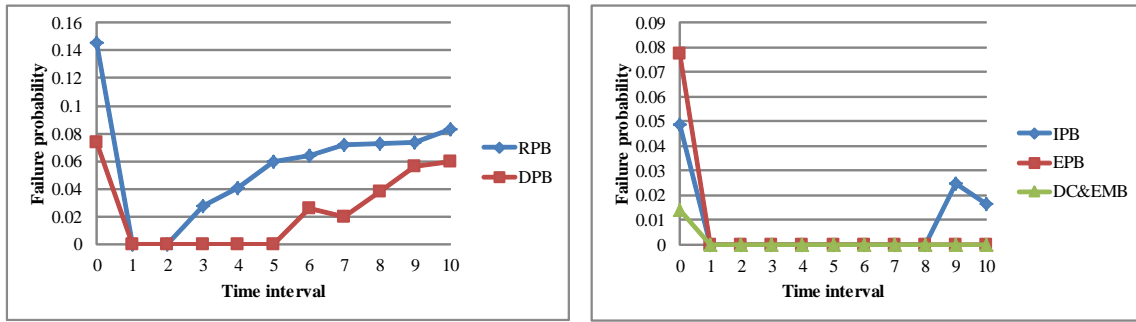 0.16
0.14
0.12
0.1
0.08
0.06
0.04
0.02
0
Failure probability
0 1 2 3 4 5 6 7 8 9 10
Time interval
RPB
DPB
0.09
0.08
0.07
0.06
0.05
0.04
0.03
0.02
0.01
0
Failure probability
0 1 2 3 4 5 6 7 8 9 10
Time interval
IPB
EPB
DC&EMB